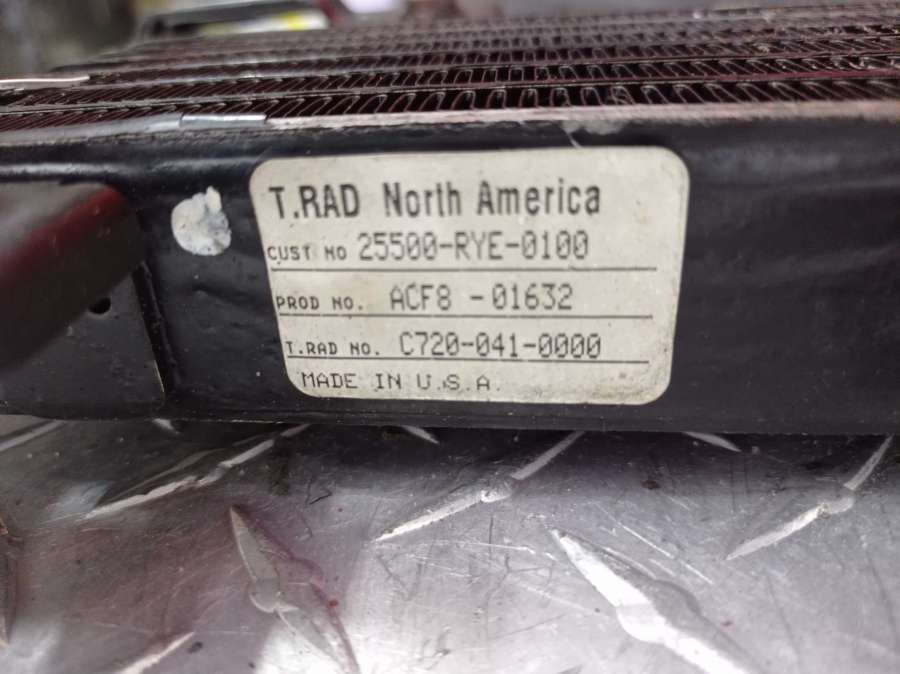 T.RAD North America
CUST NO 25500-RYE-0100
PROD NO. ACF8 -01632
T.RAD NO. C720-041-0000
MADE IN U.S.A.